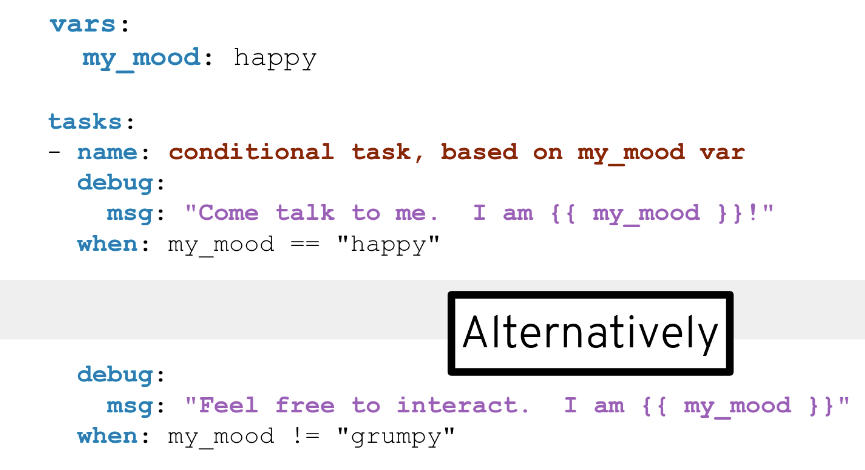 vars:
  my_mood: happy
tasks:
- name: conditional task, based on my_mood var
  debug:
    msg: "Come talk to me.  I am {{ my_mood }}!"
  when: my_mood == "happy"
Alternatively
  debug:
    msg: "Feel free to interact.  I am {{ my_mood }}"
  when: my_mood != "grumpy"